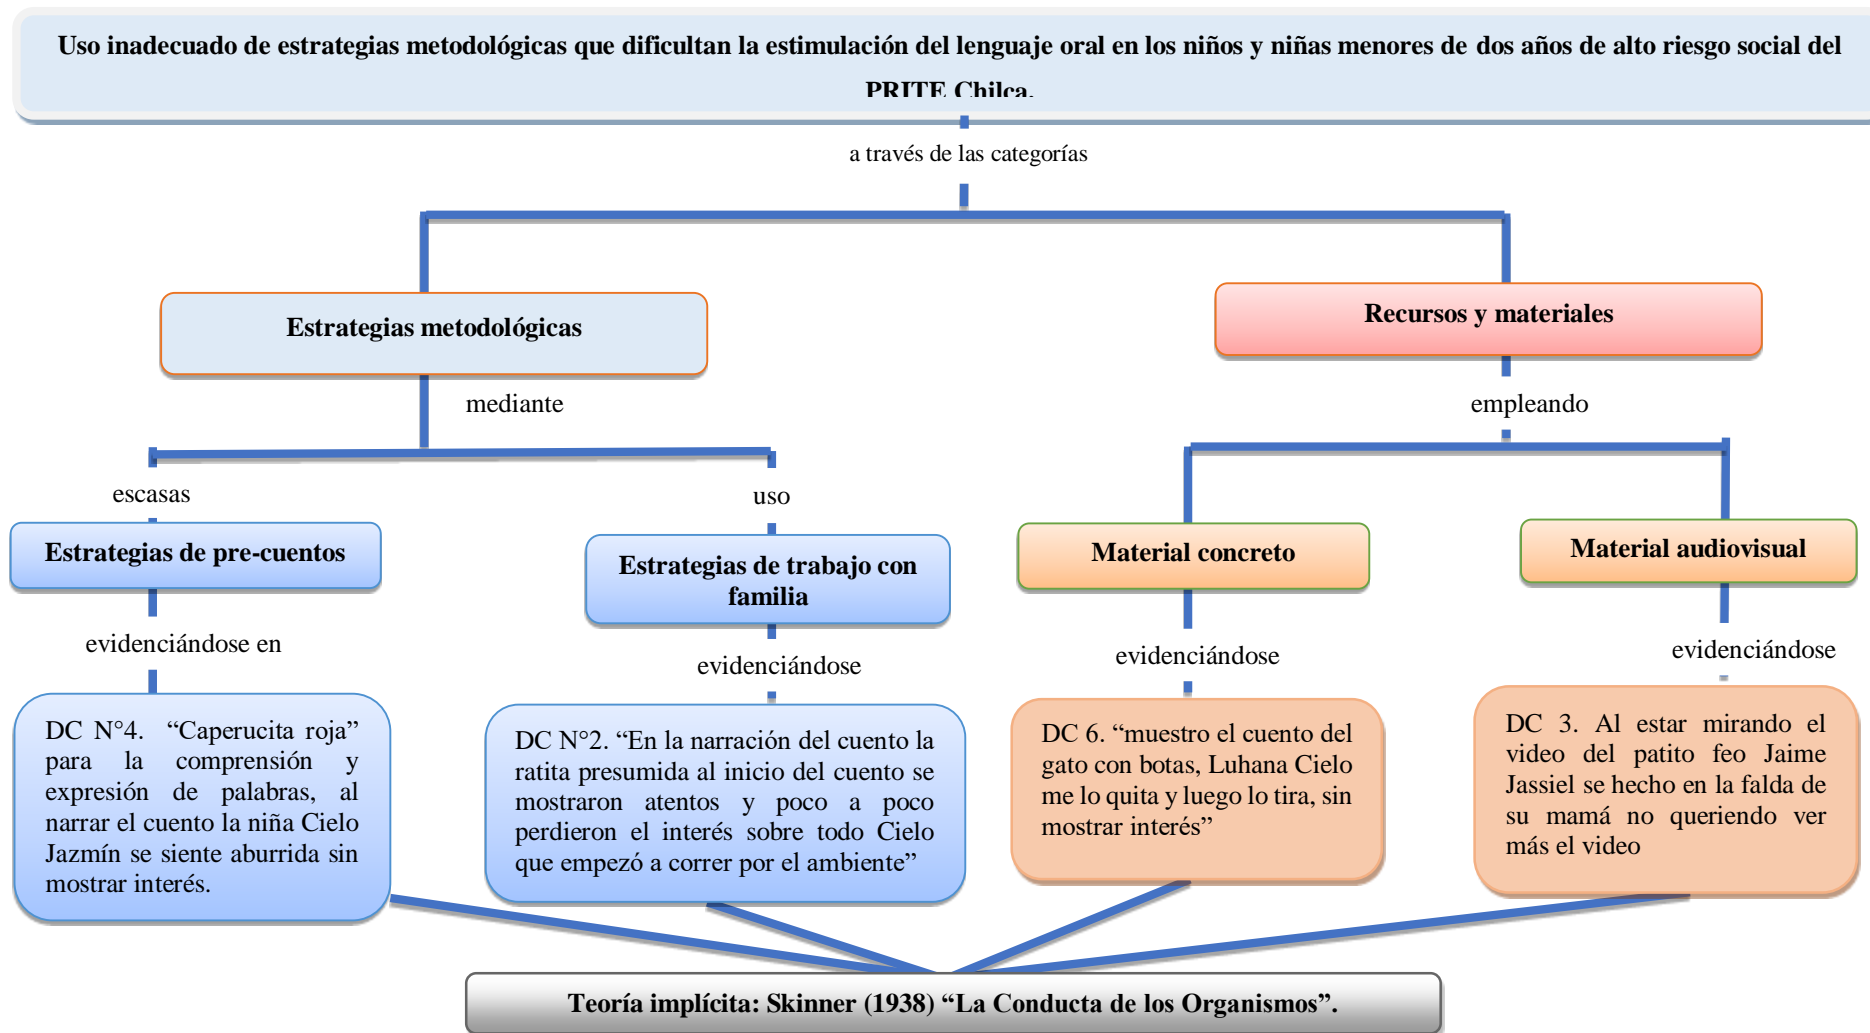 Uso inadecuado de estrategias metodológicas que dificultan la estimulación del lenguaje oral en los niños y niñas menores de dos años de alto riesgo social del
PRITE Chilca.
a través de las categorías
Estrategias metodológicas
Recursos y materiales
mediante
empleando
escasas
uso
Estrategias de pre-cuentos
Estrategias de trabajo con
familia
Material concreto
Material audiovisual
evidenciándose en
evidenciándose
evidenciándose
evidenciándose
DC N°4. “Caperucita roja”
para la comprensión y
expresión de palabras, al
narrar el cuento la niña Cielo
Jazmín se siente aburrida sin
mostrar interés.
DC N°2. “En la narración del cuento la
ratita presumida al inicio del cuento se
mostraron atentos y poco a poco
perdieron el interés sobre todo Cielo
que empezó a correr por el ambiente”
DC 6. “muestro el cuento del
gato con botas, Luhana Cielo
me lo quita y luego lo tira, sin
mostrar interés”
DC 3. Al estar mirando el
video del patito feo Jaime
Jassiel se hecho en la falda de
su mamá no queriendo ver
más el video
Teoría implícita: Skinner (1938) “La Conducta de los Organismos”.